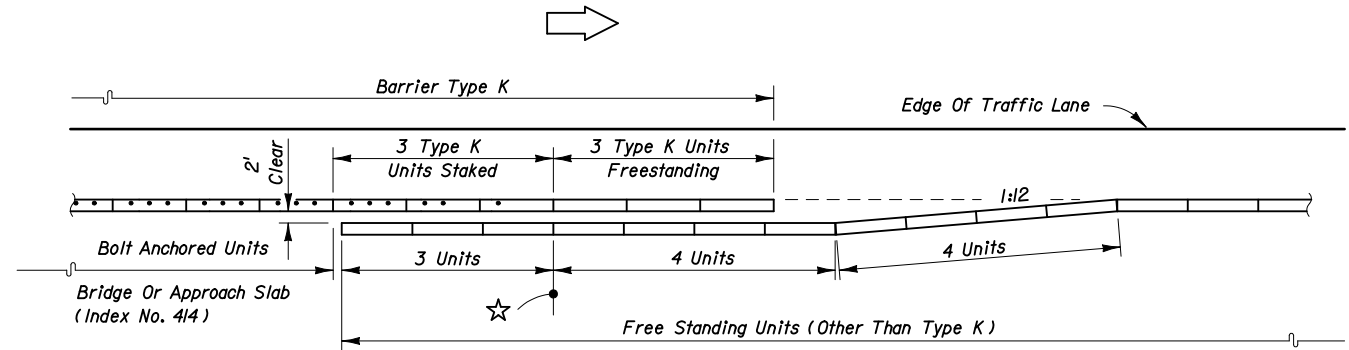 Barrier Type K
Edge Of Traffic Lane
2'
Clear
3 Type K
Units Staked
3 Type K Units
Freestanding
1:12
Bolt Anchored Units
3 Units
4 Units
4 Units
Bridge Or Approach Slab
(Index No. 414)
Free Standing Units (Other Than Type K)